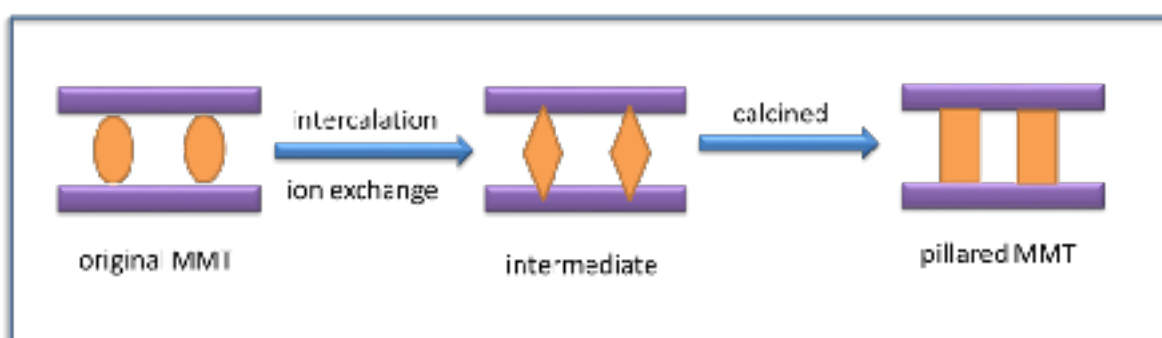 intercalation
ion exchange
calcined
original MMT
intermediate
pillared MMT